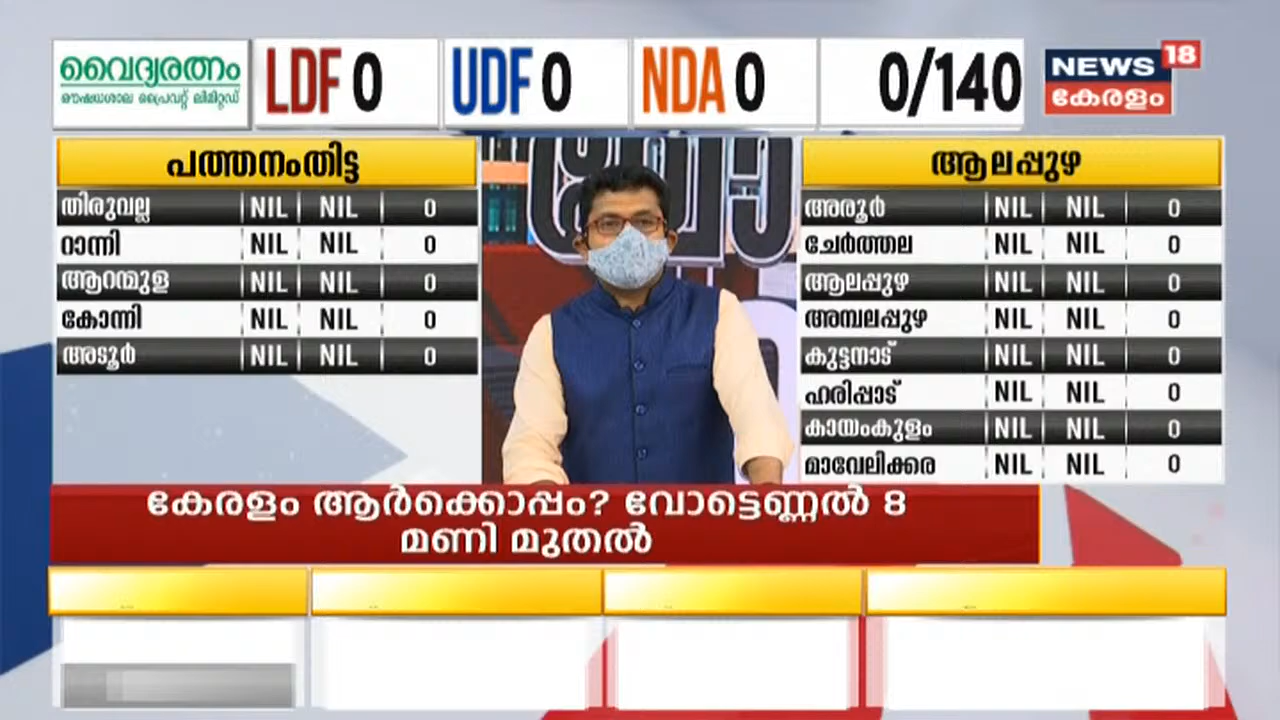 വൈദ്യരത്നം
ഔഷധശാല പ്രൈവറ്റ് ലിമിറ്റഡ്
LDF 0
UDF 0
NDA 0
0/140
NEWS 18
കേരളം
പത്തനംതിട്ട
തിരുവല്ല NIL NIL 0
റാന്നി NIL NIL 0
ആറന്മുള NIL NIL 0
കോന്നി NIL NIL 0
അടൂർ NIL NIL 0
ആലപ്പുഴ
അരൂർ NIL NIL 0
ചേർത്തല NIL NIL 0
ആലപ്പുഴ NIL NIL 0
അമ്പലപ്പുഴ NIL NIL 0
കുട്ടനാട് NIL NIL 0
ഹരിപ്പാട് NIL NIL 0
കായംകുളം NIL NIL 0
മാവേലിക്കര NIL NIL 0
കേരളം ആർക്കൊപ്പം? വോട്ടെണ്ണൽ 8
മണി മുതൽ